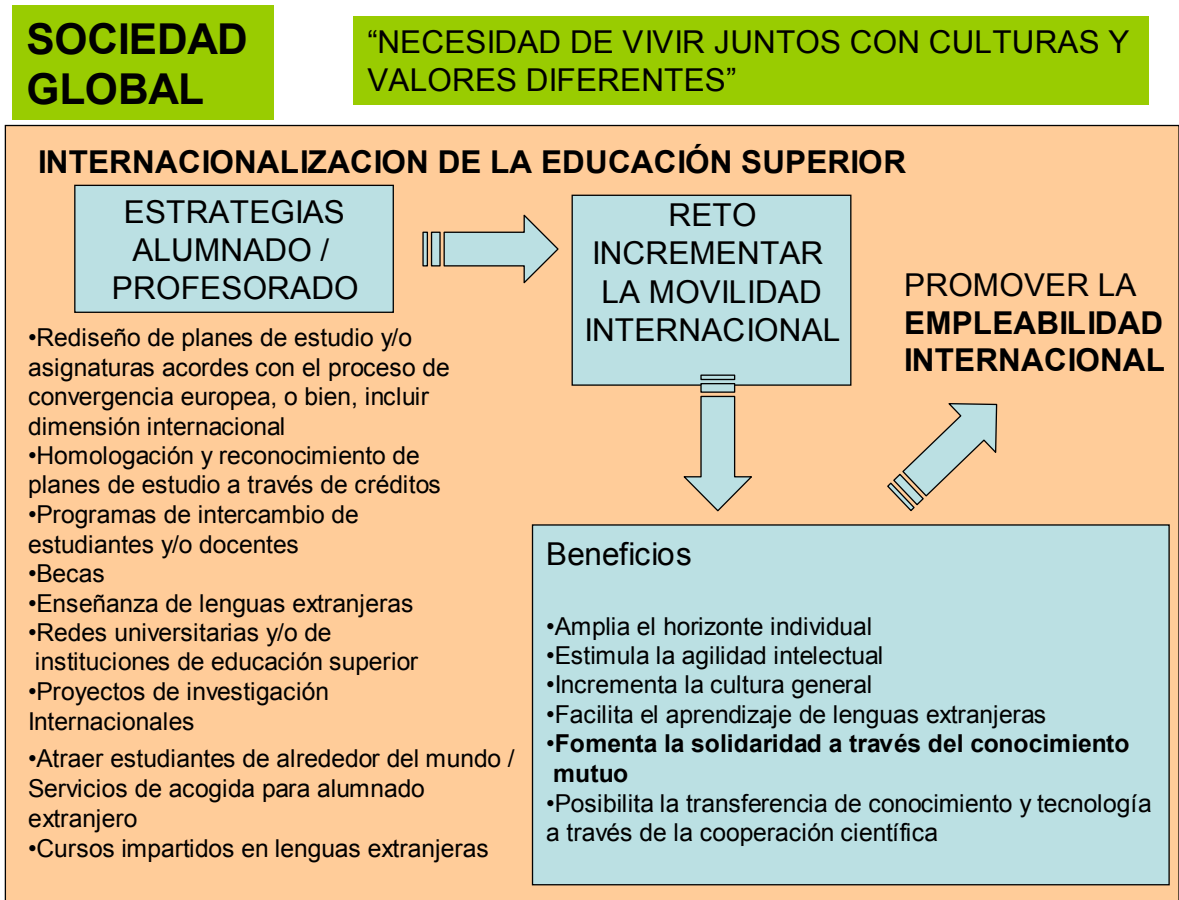 SOCIEDAD
GLOBAL
“NECESIDAD DE VIVIR JUNTOS CON CULTURAS Y
VALORES DIFERENTES”
INTERNACIONALIZACION DE LA EDUCACIÓN SUPERIOR
ESTRATEGIAS
ALUMNADO /
PROFESORADO
•Rediseño de planes de estudio y/o
asignaturas acordes con el proceso de
convergencia europea, o bien, incluir
dimensión internacional
•Homologación y reconocimiento de
planes de estudio a través de créditos
•Programas de intercambio de
estudiantes y/o docentes
•Becas
•Enseñanza de lenguas extranjeras
•Redes universitarias y/o de
instituciones de educación superior
•Proyectos de investigación
Internacionales
•Atraer estudiantes de alrededor del mundo /
Servicios de acogida para alumnado
extranjero
•Cursos impartidos en lenguas extranjeras
RETO
INCREMENTAR
LA MOVILIDAD
INTERNACIONAL
Beneficios
•Amplia el horizonte individual
•Estimula la agilidad intelectual
•Incrementa la cultura general
•Facilita el aprendizaje de lenguas extranjeras
•Fomenta la solidaridad a través del conocimiento
mutuo
•Posibilita la transferencia de conocimiento y tecnología
a través de la cooperación científica
PROMOVER LA
EMPLEABILIDAD
INTERNACIONAL